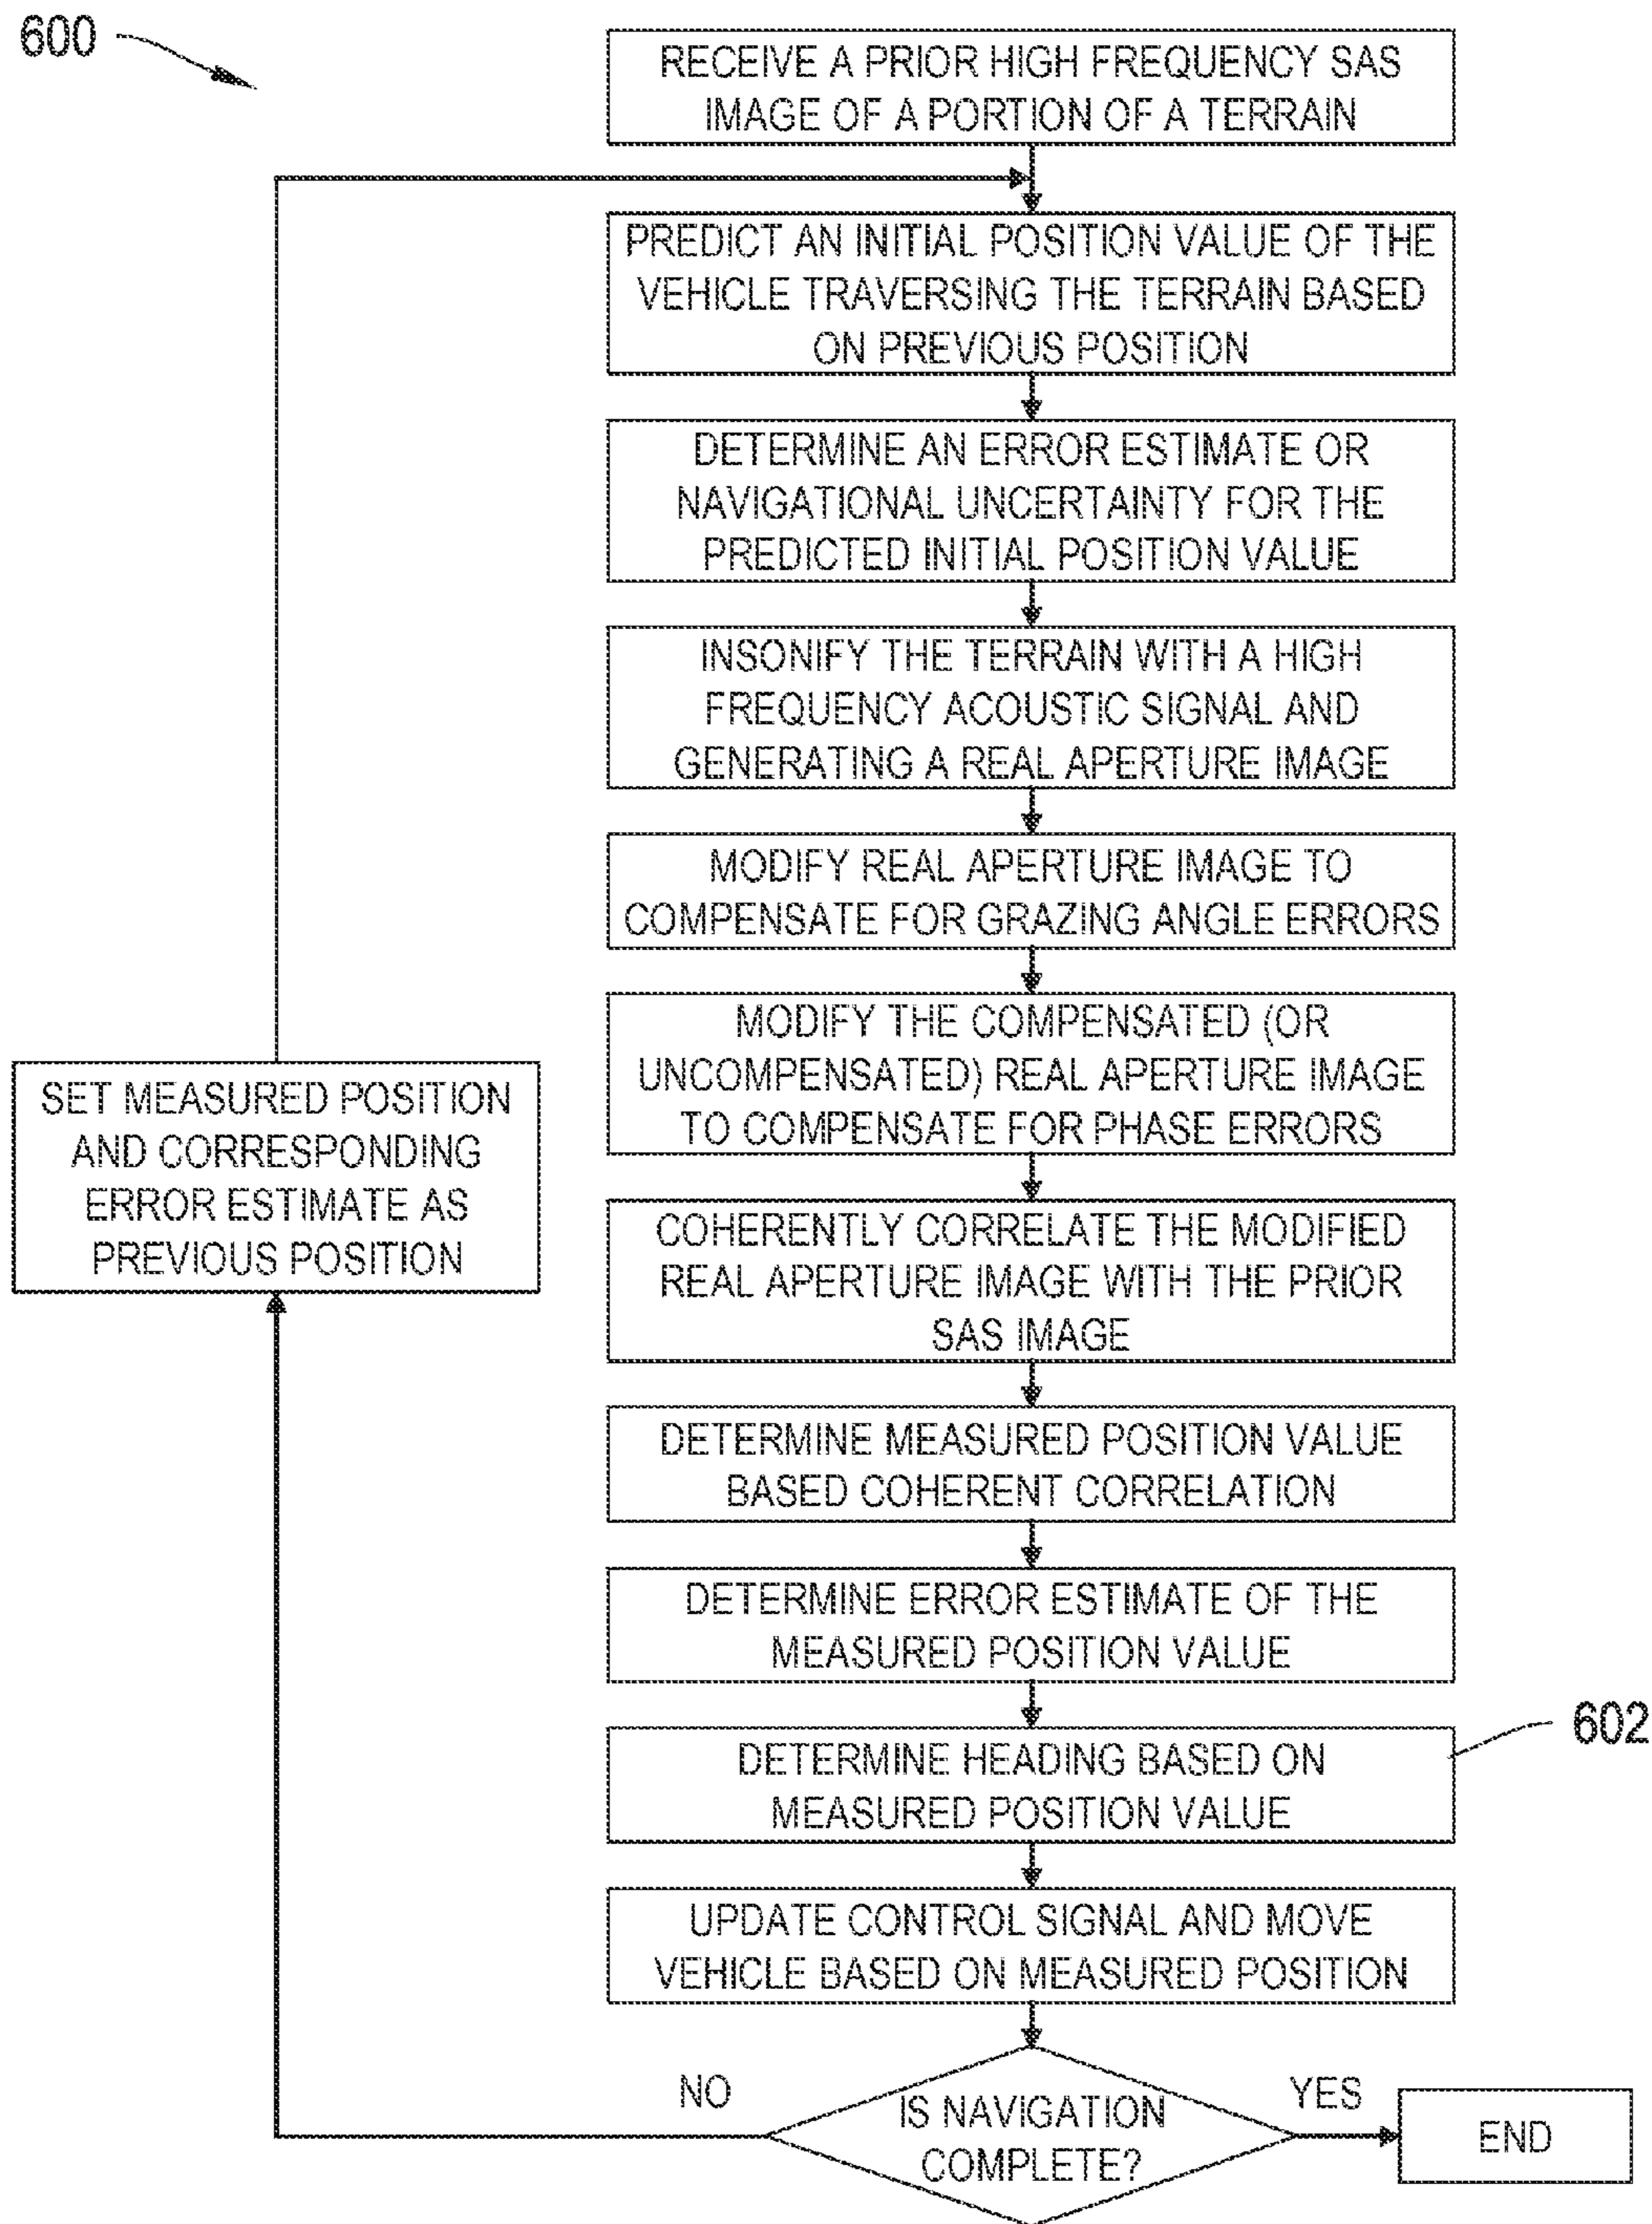 600
RECEIVE A PRIOR HIGH FREQUENCY SAS
IMAGE OF A PORTION OF A TERRAIN
PREDICT AN INITIAL POSITION VALUE OF THE
VEHICLE TRAVERSING THE TERRAIN BASED
ON PREVIOUS POSITION
DETERMINE AN ERROR ESTIMATE OR
NAVIGATIONAL UNCERTAINTY FOR THE
PREDICTED INITIAL POSITION VALUE
INSONIFY THE TERRAIN WITH A HIGH
FREQUENCY ACOUSTIC SIGNAL AND
GENERATING A REAL APERTURE IMAGE
MODIFY REAL APERTURE IMAGE TO
COMPENSATE FOR GRAZING ANGLE ERRORS
MODIFY THE COMPENSATED (OR
UNCOMPENSATED) REAL APERTURE IMAGE
TO COMPENSATE FOR PHASE ERRORS
SET MEASURED POSITION
AND CORRESPONDING
ERROR ESTIMATE AS
PREVIOUS POSITION
COHERENTLY CORRELATE THE MODIFIED
REAL APERTURE IMAGE WITH THE PRIOR
SAS IMAGE
DETERMINE MEASURED POSITION VALUE
BASED COHERENT CORRELATION
DETERMINE ERROR ESTIMATE OF THE
MEASURED POSITION VALUE
602
DETERMINE HEADING BASED ON
MEASURED POSITION VALUE
UPDATE CONTROL SIGNAL AND MOVE
VEHICLE BASED ON MEASURED POSITION
NO
YES
IS NAVIGATION
COMPLETE?
END